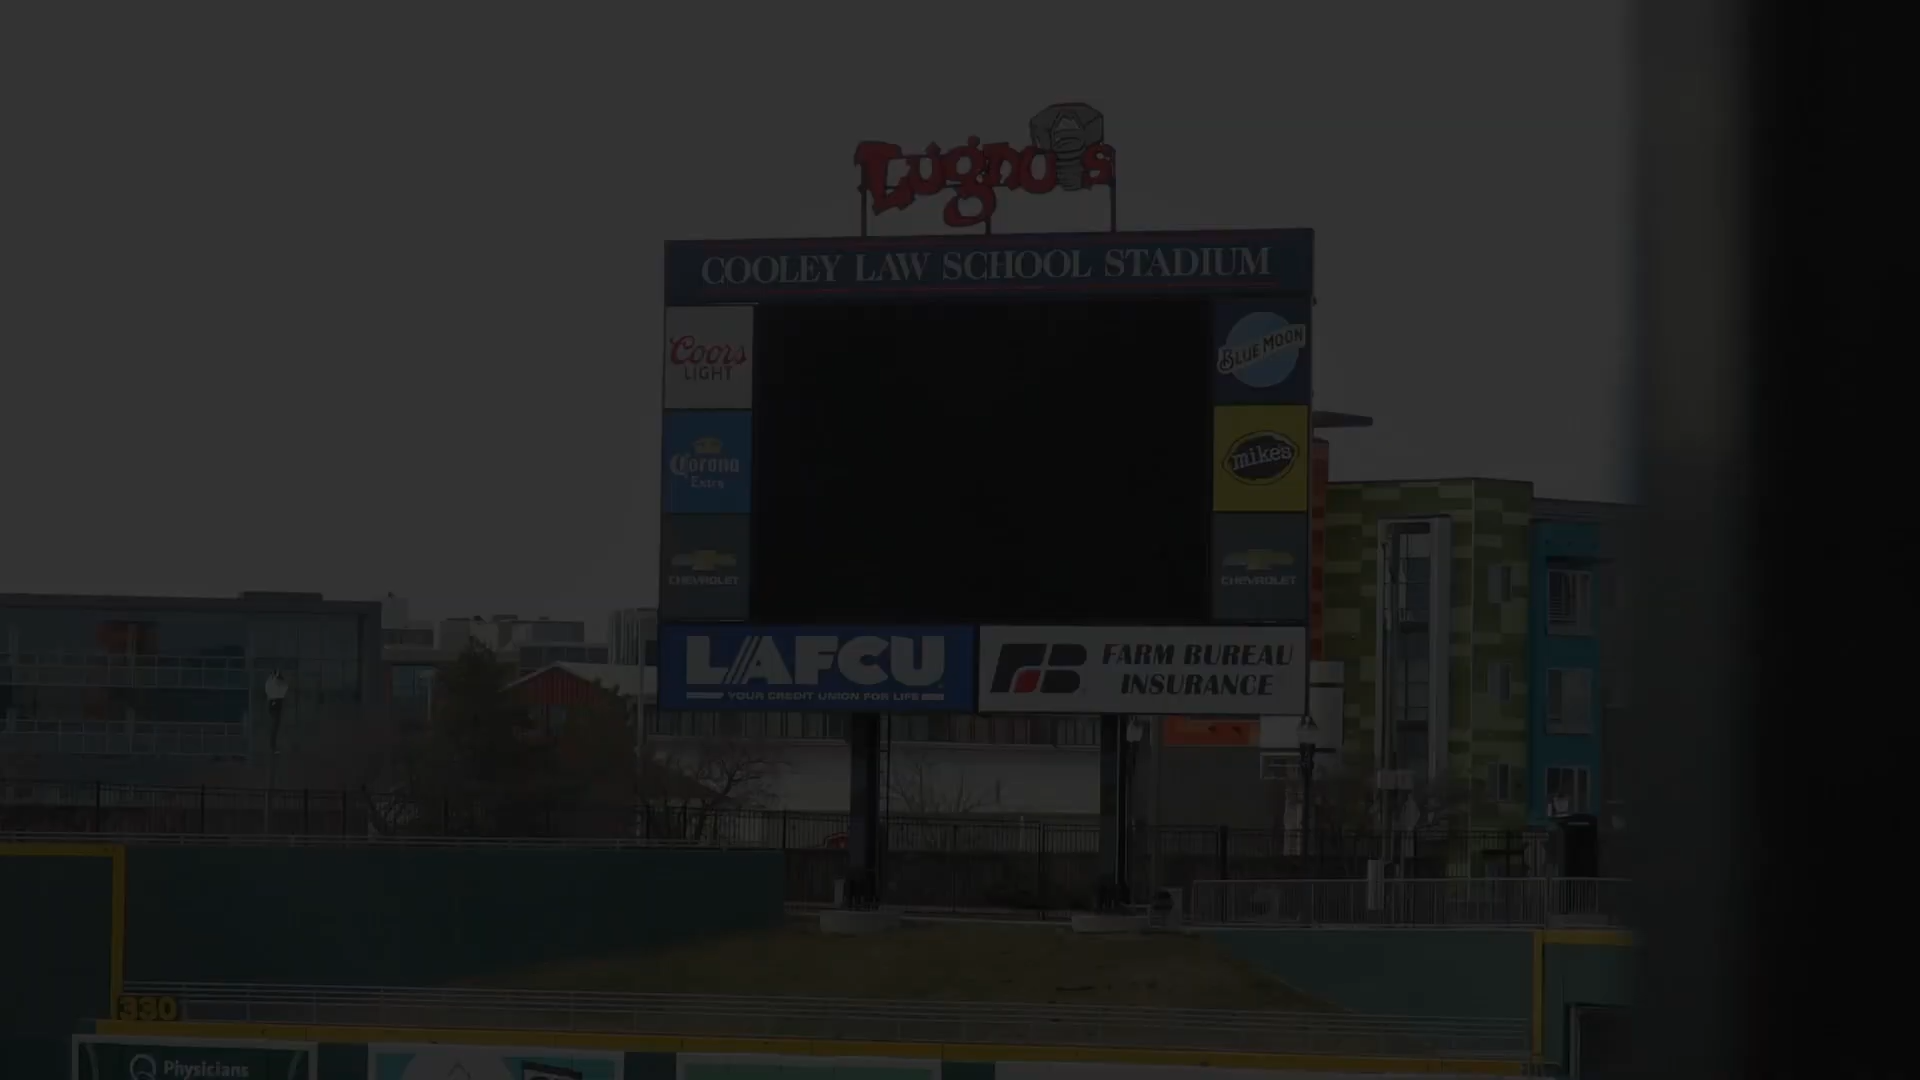 Lugnuts
COOLEY LAW SCHOOL STADIUM
Coors
LIGHT
BLUE MOON
Corona
Extra
mike's
CHEVROLET
CHEVROLET
LAFCU
YOUR CREDIT UNION FOR LIFE
FARM BUREAU
INSURANCE
330
Physicians